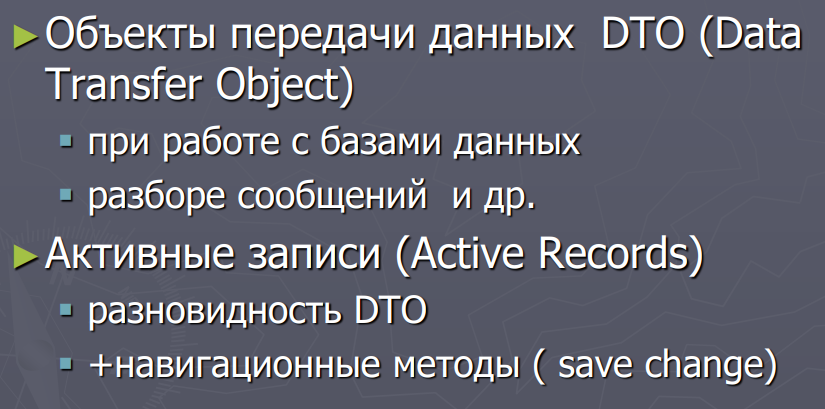 ►Объекты передачи данных  DTO (Data
Transfer Object)
▪ при работе с базами данных
▪ разборе сообщений  и др.
►Активные записи (Active Records)
▪ разновидность DTO
▪ +навигационные методы ( save change)